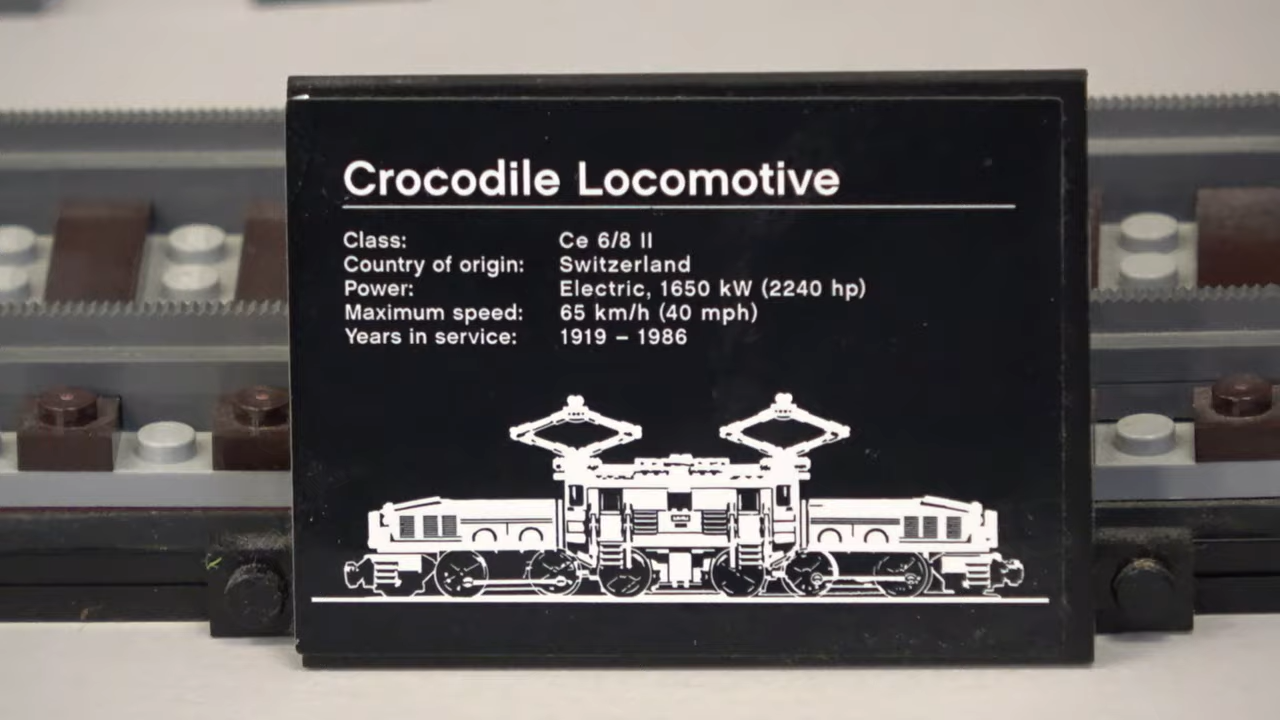 Crocodile Locomotive
Class: Ce 6/8 II
Country of origin: Switzerland
Power: Electric, 1650 kW (2240 hp)
Maximum speed: 65 km/h (40 mph)
Years in service: 1919 – 1986